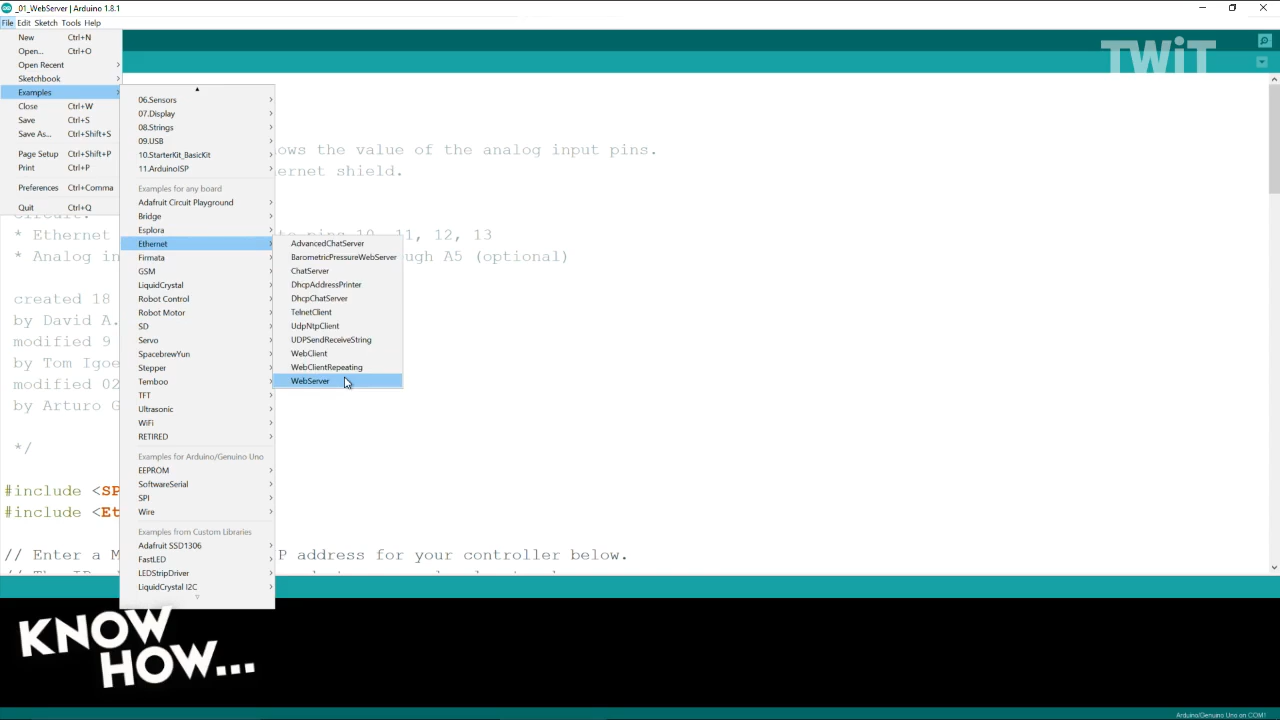 _01_WebServer | Arduino 1.8.1
File Edit Sketch Tools Help
New Ctrl+N
Open... Ctrl+O
Open Recent
Sketchbook
Examples
Close Ctrl+W
Save Ctrl+S
Save As... Ctrl+Shift+S
Page Setup Ctrl+Shift+P
Print Ctrl+P
Preferences Ctrl+Comma
Quit Ctrl+Q
06.Sensors
07.Display
08.Strings
09.USB
10.StarterKit_BasicKit
11.ArduinoISP
Examples for any board
Adafruit Circuit Playground
Bridge
Esplora
Ethernet
Firmata
GSM
LiquidCrystal
Robot Control
Robot Motor
SD
Servo
SpacebrewYun
Stepper
Temboo
TFT
Ultrasonic
WiFi
RETIRED
Examples for Arduino/Genuino Uno
EEPROM
SoftwareSerial
SPI
Wire
Examples from Custom Libraries
Adafruit SSD1306
FastLED
LEDStripDriver
LiquidCrystal I2C
AdvancedChatServer
BarometricPressureWebServer
ChatServer
DhcpAddressPrinter
DhcpChatServer
TelnetClient
UdpNtpClient
UDPSendReceiveString
WebClient
WebClientRepeating
WebServer
TWiT
ows the value of the analog input pins.
ernet shield.
* Ethernet to pins 10, 11, 12, 13
* Analog in ugh A5 (optional)
created 18
by David A.
modified 9
by Tom Igoe
modified 02
by Arturo G
*/
#include <SP
#include <Et
// Enter a M P address for your controller below.
KNOW
HOW...
Arduino/Genuino Uno on COM1